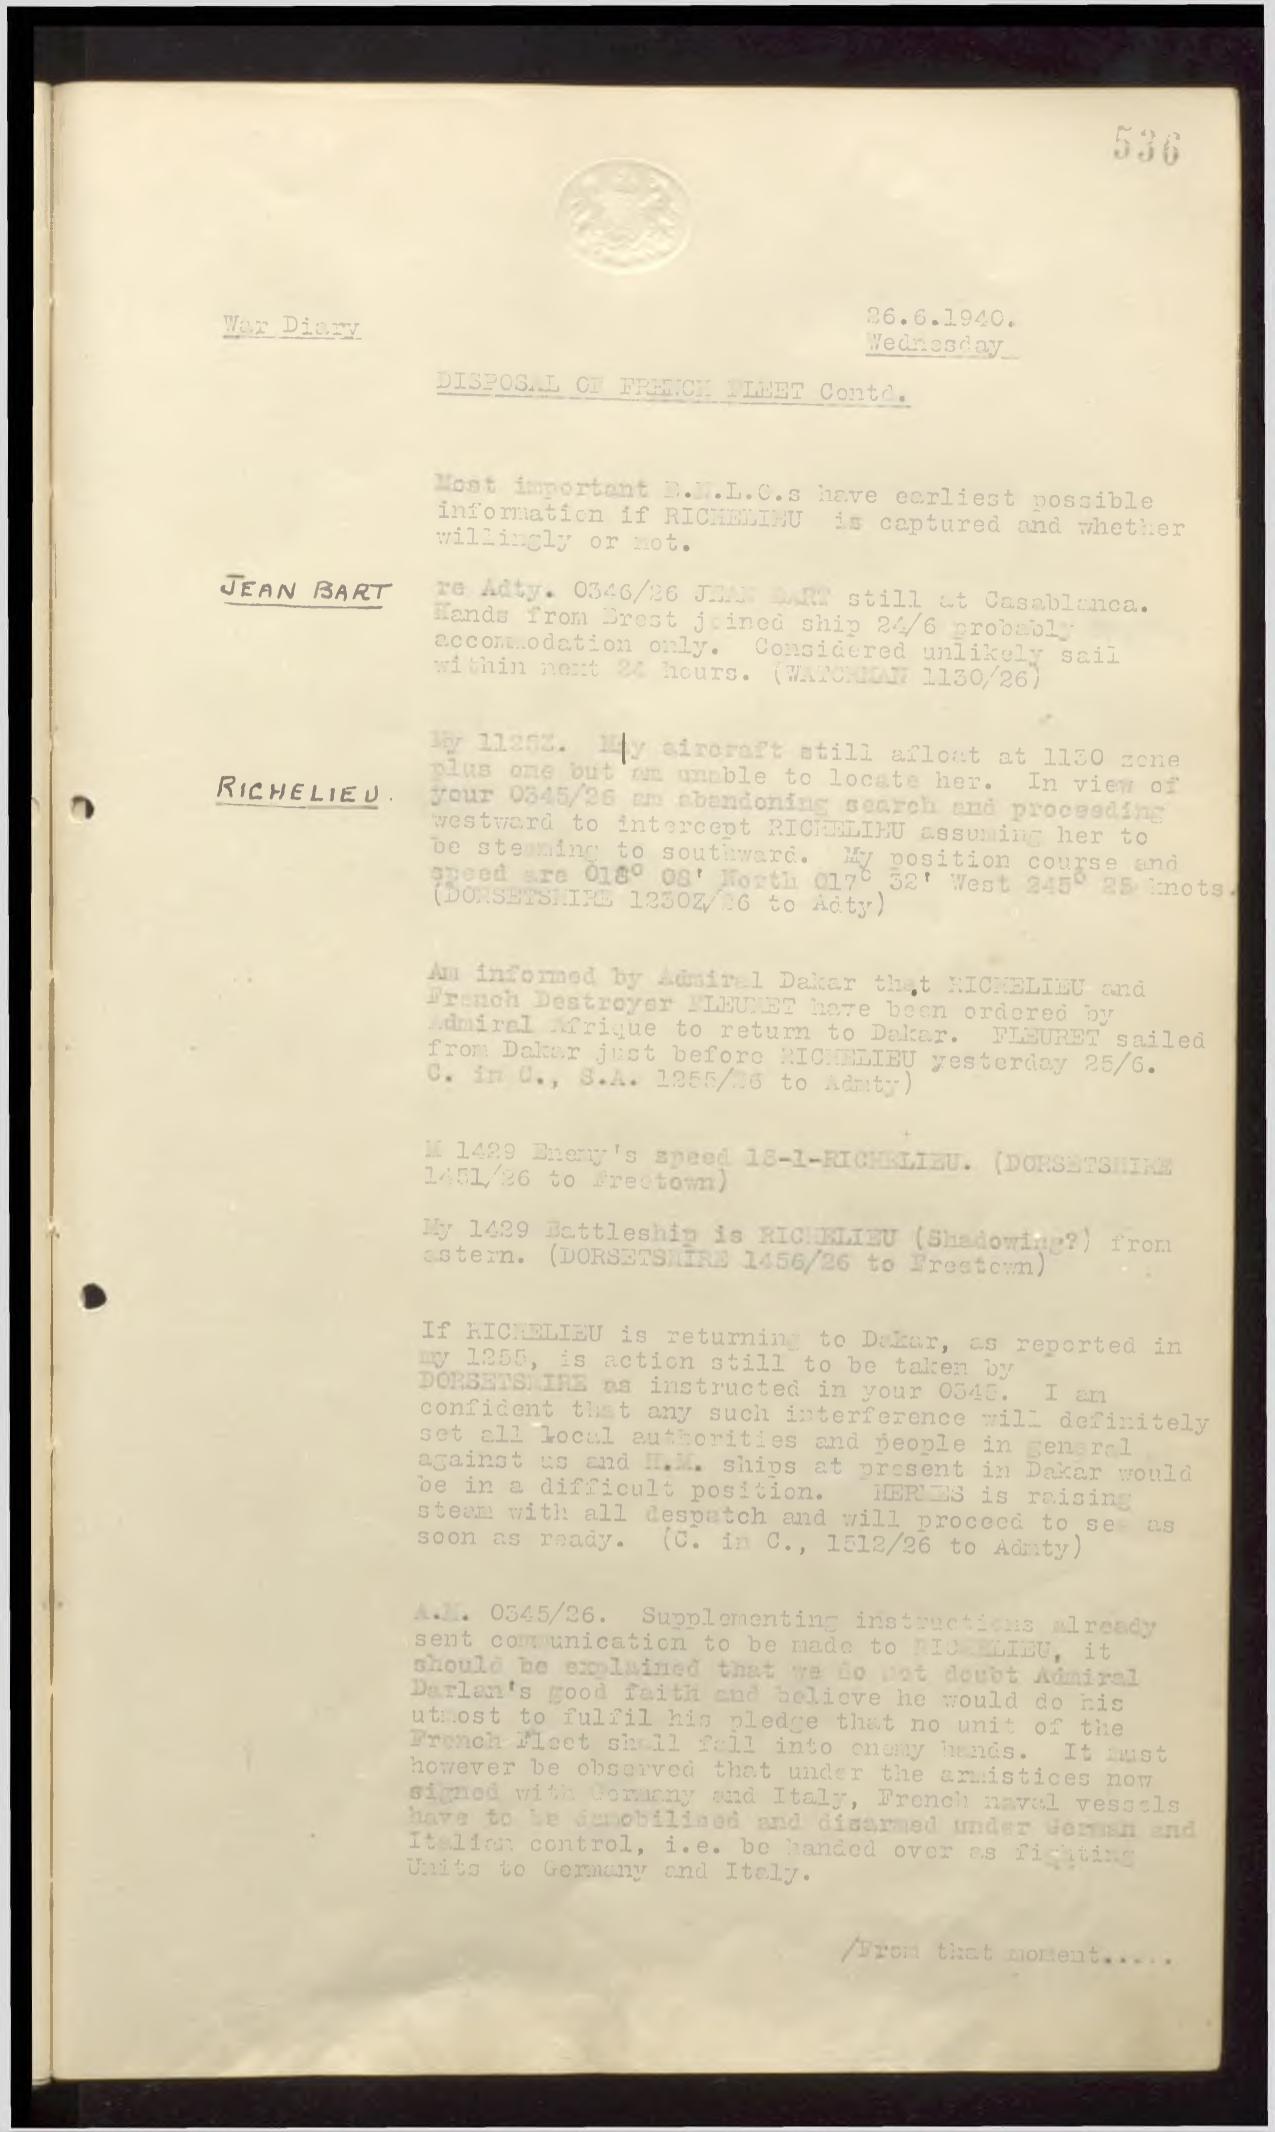 536
War Diary
26.6.1940.
Wednesday
DISPOSAL OF FRENCH FLEET Contd.
Most important B.N.L.O.s have earliest possible
information if RICHELIEU is captured and whether
willingly or not.
JEAN BART
re Adty. 0346/26 JEAN BART still at Casablanca.
Hands from Brest joined ship 24/6 probably
accommodation only. Considered unlikely sail
within next 24 hours. (WATCHMAN 1130/26)
My 1125Z. My aircraft still afloat at 1130 zone
plus one but am unable to locate her. In view of
RICHELIEU.
your 0345/26 am abandoning search and proceeding
westward to intercept RICHELIEU assuming her to
be steaming to southward. My position course and
speed are 018° 08' North 017° 32' West 245° 25 knots.
(DORSETSHIRE 1230Z/26 to Adty)
Am informed by Admiral Dakar that RICHELIEU and
French Destroyer FLEURET have been ordered by
Admiral Afrique to return to Dakar. FLEURET sailed
from Dakar just before RICHELIEU yesterday 25/6.
C. in C., S.A. 1255/26 to Admty)
M 1429 Enemy's speed 18-1-RICHELIEU. (DORSETSHIRE
1451/26 to Freetown)
My 1429 Battleship is RICHELIEU (Shadowing?) from
astern. (DORSETSHIRE 1456/26 to Freetown)
If RICHELIEU is returning to Dakar, as reported in
my 1255, is action still to be taken by
DORSETSHIRE as instructed in your 0345. I am
confident that any such interference will definitely
set all local authorities and people in general
against us and H.M. ships at present in Dakar would
be in a difficult position. HERMES is raising
steam with all despatch and will proceed to sea as
soon as ready. (C. in C., 1512/26 to Admty)
A.M. 0345/26. Supplementing instructions already
sent communication to be made to RICHELIEU, it
should be explained that we do not doubt Admiral
Darlan's good faith and believe he would do his
utmost to fulfil his pledge that no unit of the
French Fleet shall fall into enemy hands. It must
however be observed that under the armistices now
signed with Germany and Italy, French naval vessels
have to be demobilised and disarmed under German and
Italian control, i.e. be handed over as fighting
Units to Germany and Italy.
/From that moment.....